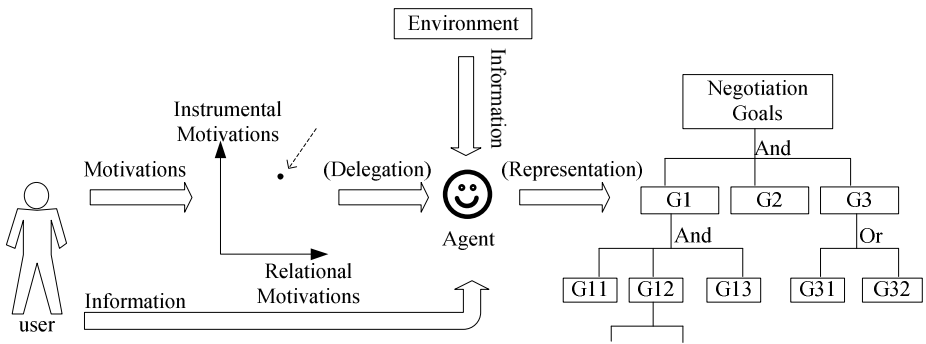 Environment
Information
Instrumental
Motivations
Negotiation
Goals
And
Motivations
(Delegation)
(Representation)
G1
G2
G3
Agent
And
Or
Relational
Motivations
G11
G12
G13
G31
G32
Information
user